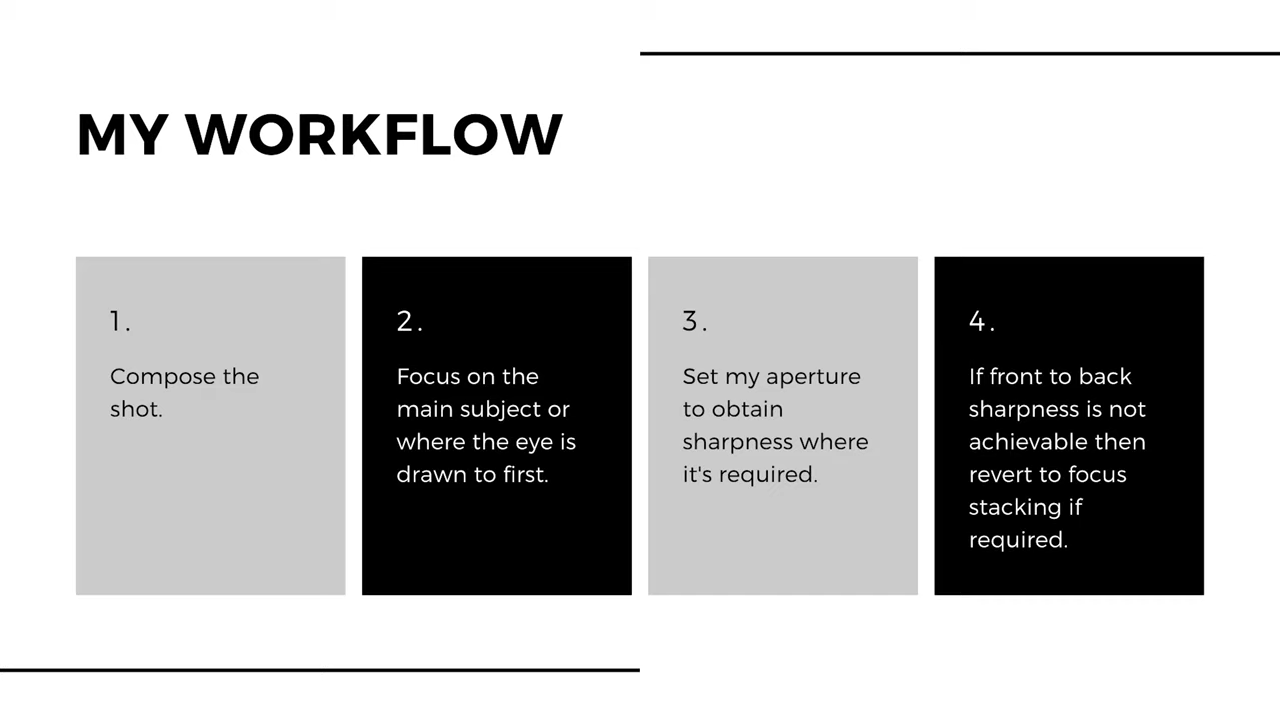 MY WORKFLOW
1.
Compose the
shot.
2.
Focus on the
main subject or
where the eye is
drawn to first.
3.
Set my aperture
to obtain
sharpness where
it's required.
4.
If front to back
sharpness is not
achievable then
revert to focus
stacking if
required.